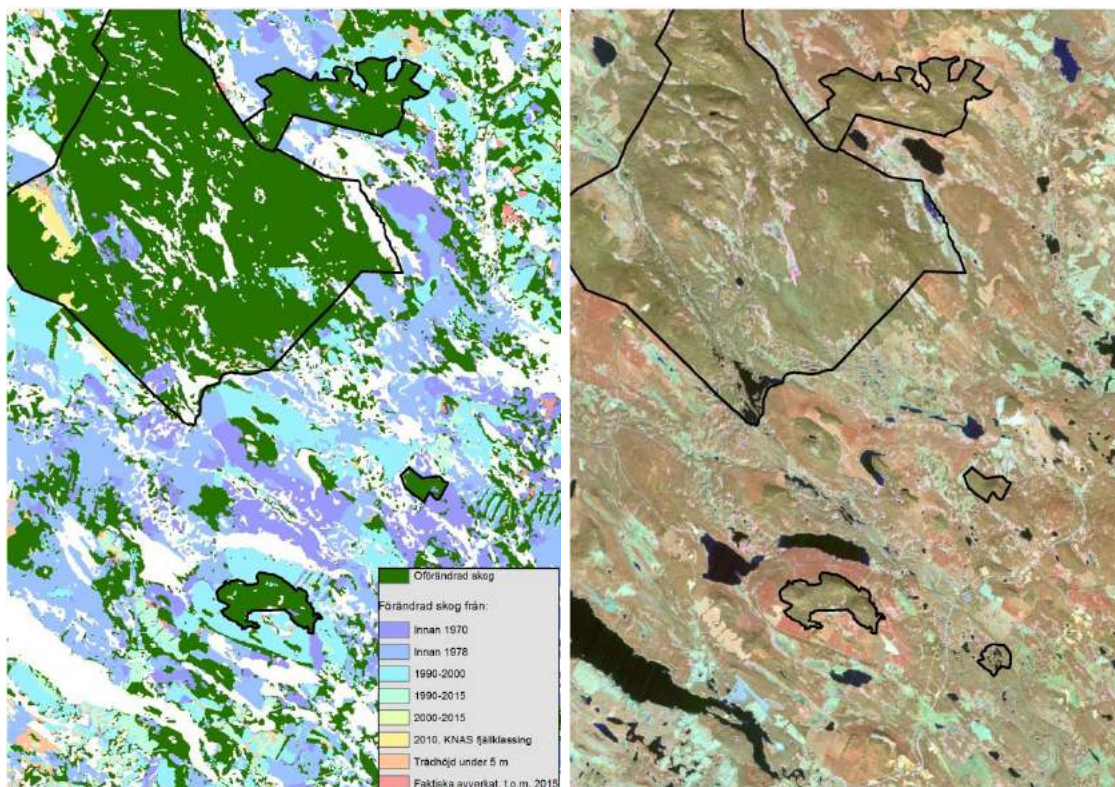 Oförändrad skog
Förändrad skog från:
Innan 1970
Innan 1978
1990-2000
1990-2015
2000-2015
2010, KNAS fjällklassing
Trädhöjd under 5 m
Faktiska avverkat. t.o.m. 2015